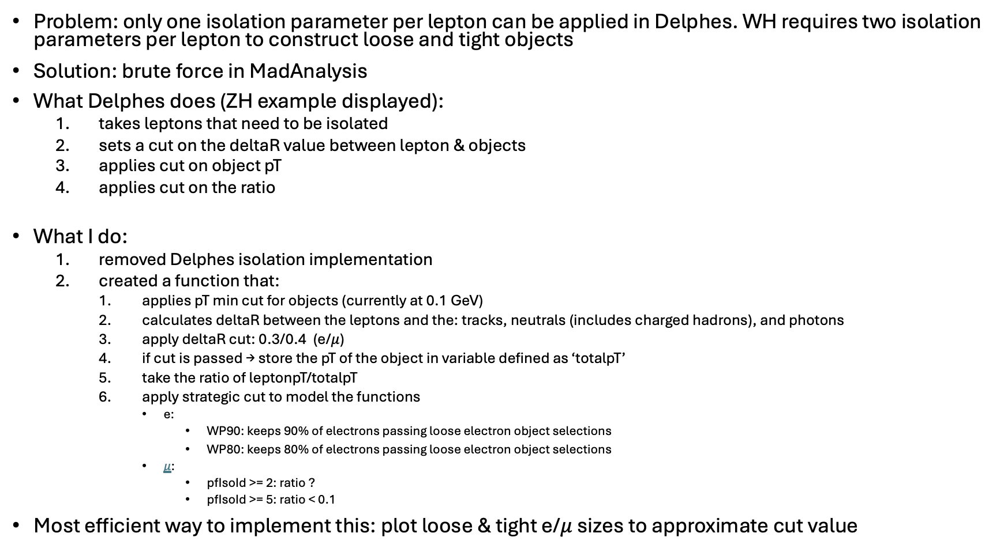 • Problem: only one isolation parameter per lepton can be applied in Delphes. WH requires two isolation
parameters per lepton to construct loose and tight objects
• Solution: brute force in MadAnalysis
• What Delphes does (ZH example displayed):
1. takes leptons that need to be isolated
2. sets a cut on the deltaR value between lepton & objects
3. applies cut on object pT
4. applies cut on the ratio
• What I do:
1. removed Delphes isolation implementation
2. created a function that:
1. applies pT min cut for objects (currently at 0.1 GeV)
2. calculates deltaR between the leptons and the: tracks, neutrals (includes charged hadrons), and photons
3. apply deltaR cut: 0.3/0.4 (e/μ)
4. if cut is passed → store the pT of the object in variable defined as ‘totalpT’
5. take the ratio of leptonpT/totalpT
6. apply strategic cut to model the functions
• e:
• WP90: keeps 90% of electrons passing loose electron object selections
• WP80: keeps 80% of electrons passing loose electron object selections
• μ:
• pfIsoId >= 2: ratio ?
• pfIsoId >= 5: ratio < 0.1
• Most efficient way to implement this: plot loose & tight e/μ sizes to approximate cut value